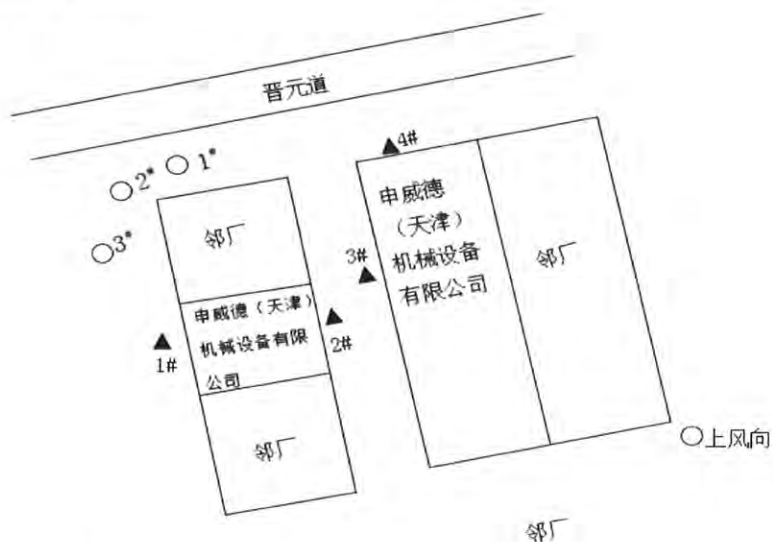 晋元道
4#
1*
2*
3*
申威德
（天津）
机械设备
有限公司
邻厂
3#
邻厂
申威德（天津）
机械设备有限
公司
1#
2#
邻厂
上风向
邻厂